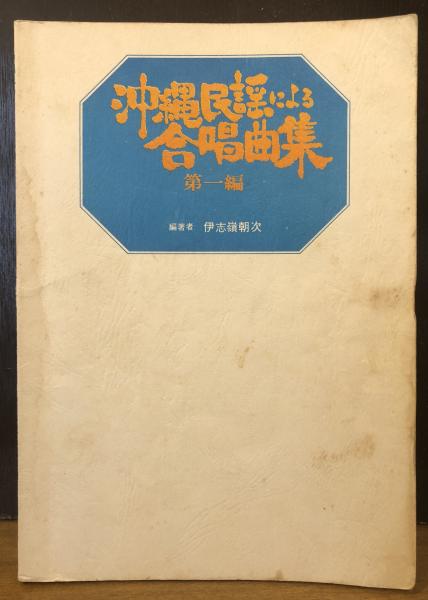 沖縄民謡による
合唱曲集
第一編
編著者 伊志嶺朝次